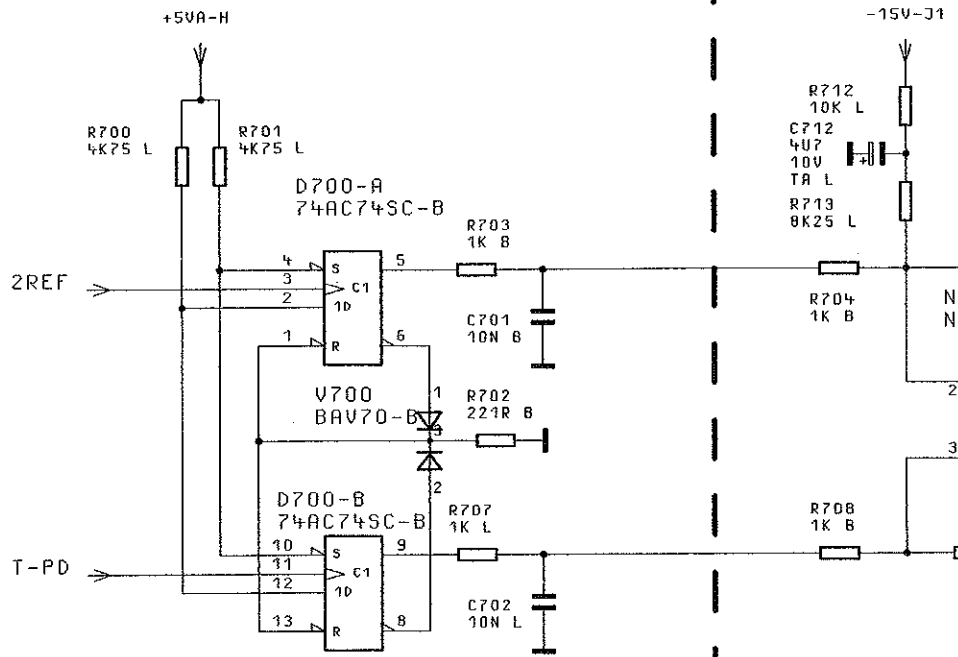 +5VA-H
-15V-J1
R700
4K75 L
R701
4K75 L
R712
10K L
C712
4U7
10V
TA L
+
R713
8K25 L
D700-A
74AC74SC-B
R703
1K B
4
S
5
2REF
3
C1
2
1D
1
R
6
C701
10N B
R704
1K B
N
N
V700
BAV70-B
1
3
2
R702
221R B
2
3
D700-B
74AC74SC-B
R707
1K L
R708
1K B
10
S
9
T-PD
11
C1
12
1D
13
R
8
C702
10N L